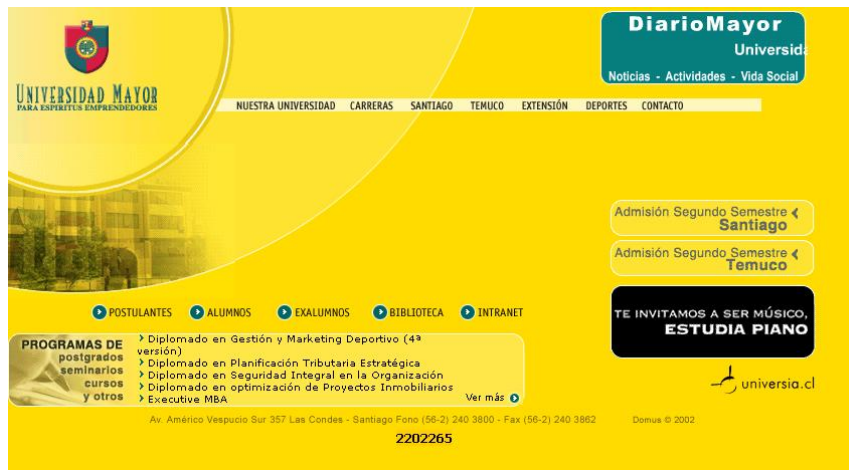 DiarioMayor
Universida
Noticias - Actividades - Vida Social
UNIVERSIDAD MAYOR
PARA ESPIRITUS EMPRENDEDORES
NUESTRA UNIVERSIDAD CARRERAS SANTIAGO TEMUCO EXTENSIÓN DEPORTES CONTACTO
Admisión Segundo Semestre
Santiago
Admisión Segundo Semestre
Temuco
POSTULANTES ALUMNOS EXALUMNOS BIBLIOTECA INTRANET
TE INVITAMOS A SER MÚSICO,
ESTUDIA PIANO
PROGRAMAS DE
postgrados
seminarios
cursos
y otros
Diplomado en Gestión y Marketing Deportivo (4ª
versión)
Diplomado en Planificación Tributaria Estratégica
Diplomado en Seguridad Integral en la Organización
Diplomado en optimización de Proyectos Inmobiliarios
Executive MBA
Ver más
universia.cl
Av. Américo Vespucio Sur 357 Las Condes - Santiago Fono (56-2) 240 3800 - Fax (56-2) 240 3862 Domus © 2002
2202265